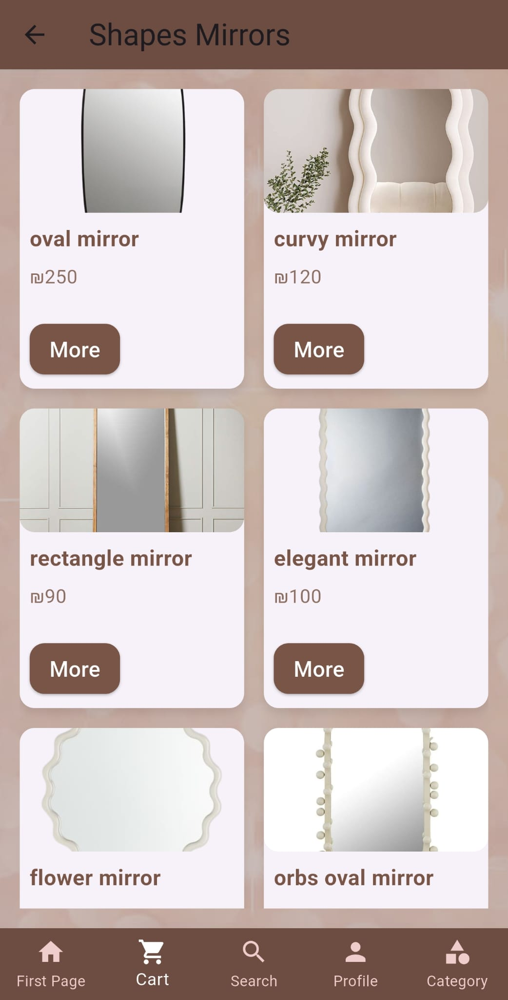 Shapes Mirrors
oval mirror
₪250
More
curvy mirror
₪120
More
rectangle mirror
₪90
More
elegant mirror
₪100
More
flower mirror
orbs oval mirror
First Page
Cart
Search
Profile
Category